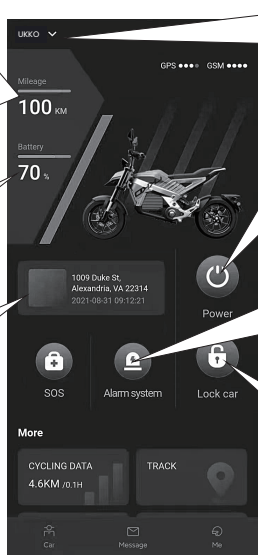 UKKO
GPS GSM
Mileage
100 KM
Battery
70 %
1009 Duke St,
Alexandria, VA 22314
2021-08-31 09:12:21
Power
SOS Alarm system Lock car
More
CYCLING DATA TRACK
4.6KM /0.1H
Car Message Me